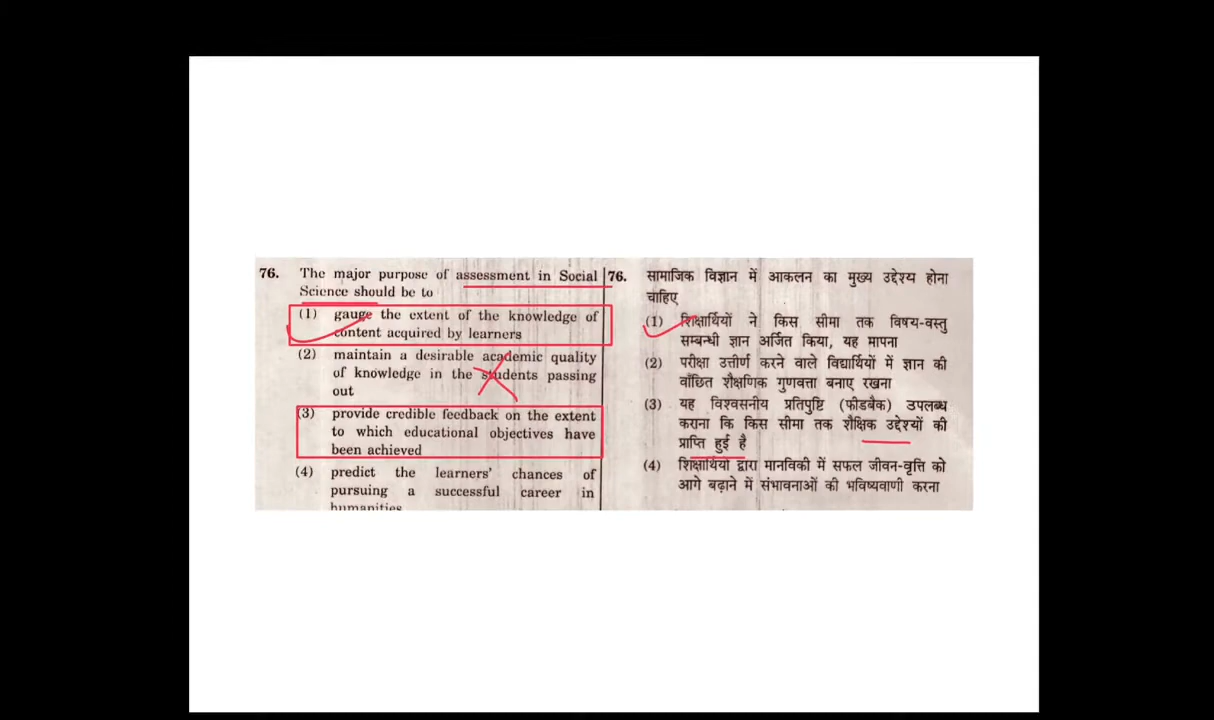 76. The major purpose of assessment in Social
Science should be to
(1) gauge the extent of the knowledge of
content acquired by learners
(2) maintain a desirable academic quality
of knowledge in the students passing
out
(3) provide credible feedback on the extent
to which educational objectives have
been achieved
(4) predict the learners' chances of
pursuing a successful career in
humanities
76. सामाजिक विज्ञान में आकलन का मुख्य उद्देश्य होना
चाहिए
(1) शिक्षार्थियों ने किस सीमा तक विषय-वस्तु
सम्बन्धी ज्ञान अर्जित किया, यह मापना
(2) परीक्षा उत्तीर्ण करने वाले विद्यार्थियों में ज्ञान की
वाँछित शैक्षणिक गुणवत्ता बनाए रखना
(3) यह विश्वसनीय प्रतिपुष्टि (फीडबैक) उपलब्ध
कराना कि किस सीमा तक शैक्षिक उद्देश्यों की
प्राप्ति हुई है
(4) शिक्षार्थियों द्वारा मानविकी में सफल जीवन-वृत्ति को
आगे बढ़ाने में संभावनाओं की भविष्यवाणी करना